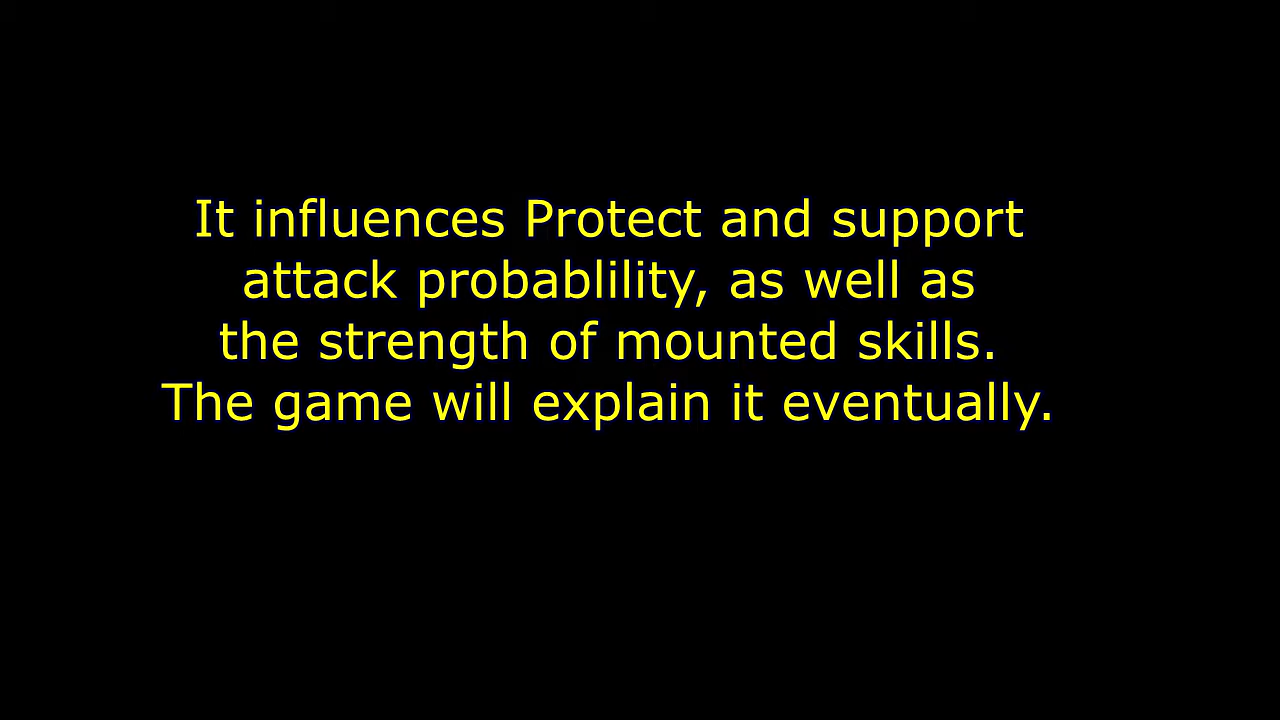 It influences Protect and support
attack probablility, as well as
the strength of mounted skills.
The game will explain it eventually.